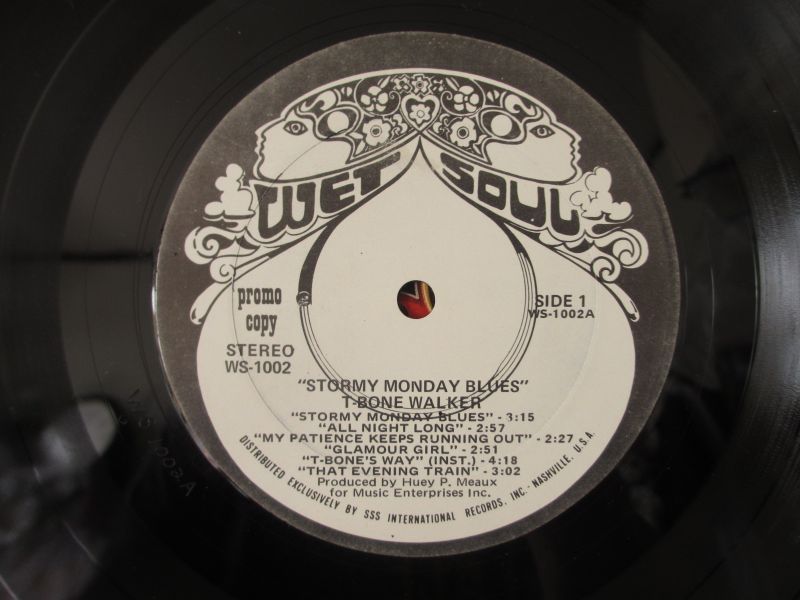 WET SOUL
promo
copy
SIDE 1
WS-1002A
STEREO
WS-1002
"STORMY MONDAY BLUES"
T-BONE WALKER
"STORMY MONDAY BLUES" - 3:15
"ALL NIGHT LONG" - 2:57
"MY PATIENCE KEEPS RUNNING OUT" - 2:27
"GLAMOUR GIRL" - 2:51
"T-BONE'S WAY" (INST.) - 4:18
"THAT EVENING TRAIN" - 3:02
Produced by Huey P. Meaux
for Music Enterprises Inc.
DISTRIBUTED EXCLUSIVELY BY SSS INTERNATIONAL RECORDS, INC. - NASHVILLE, U.S.A.
WS 1002A